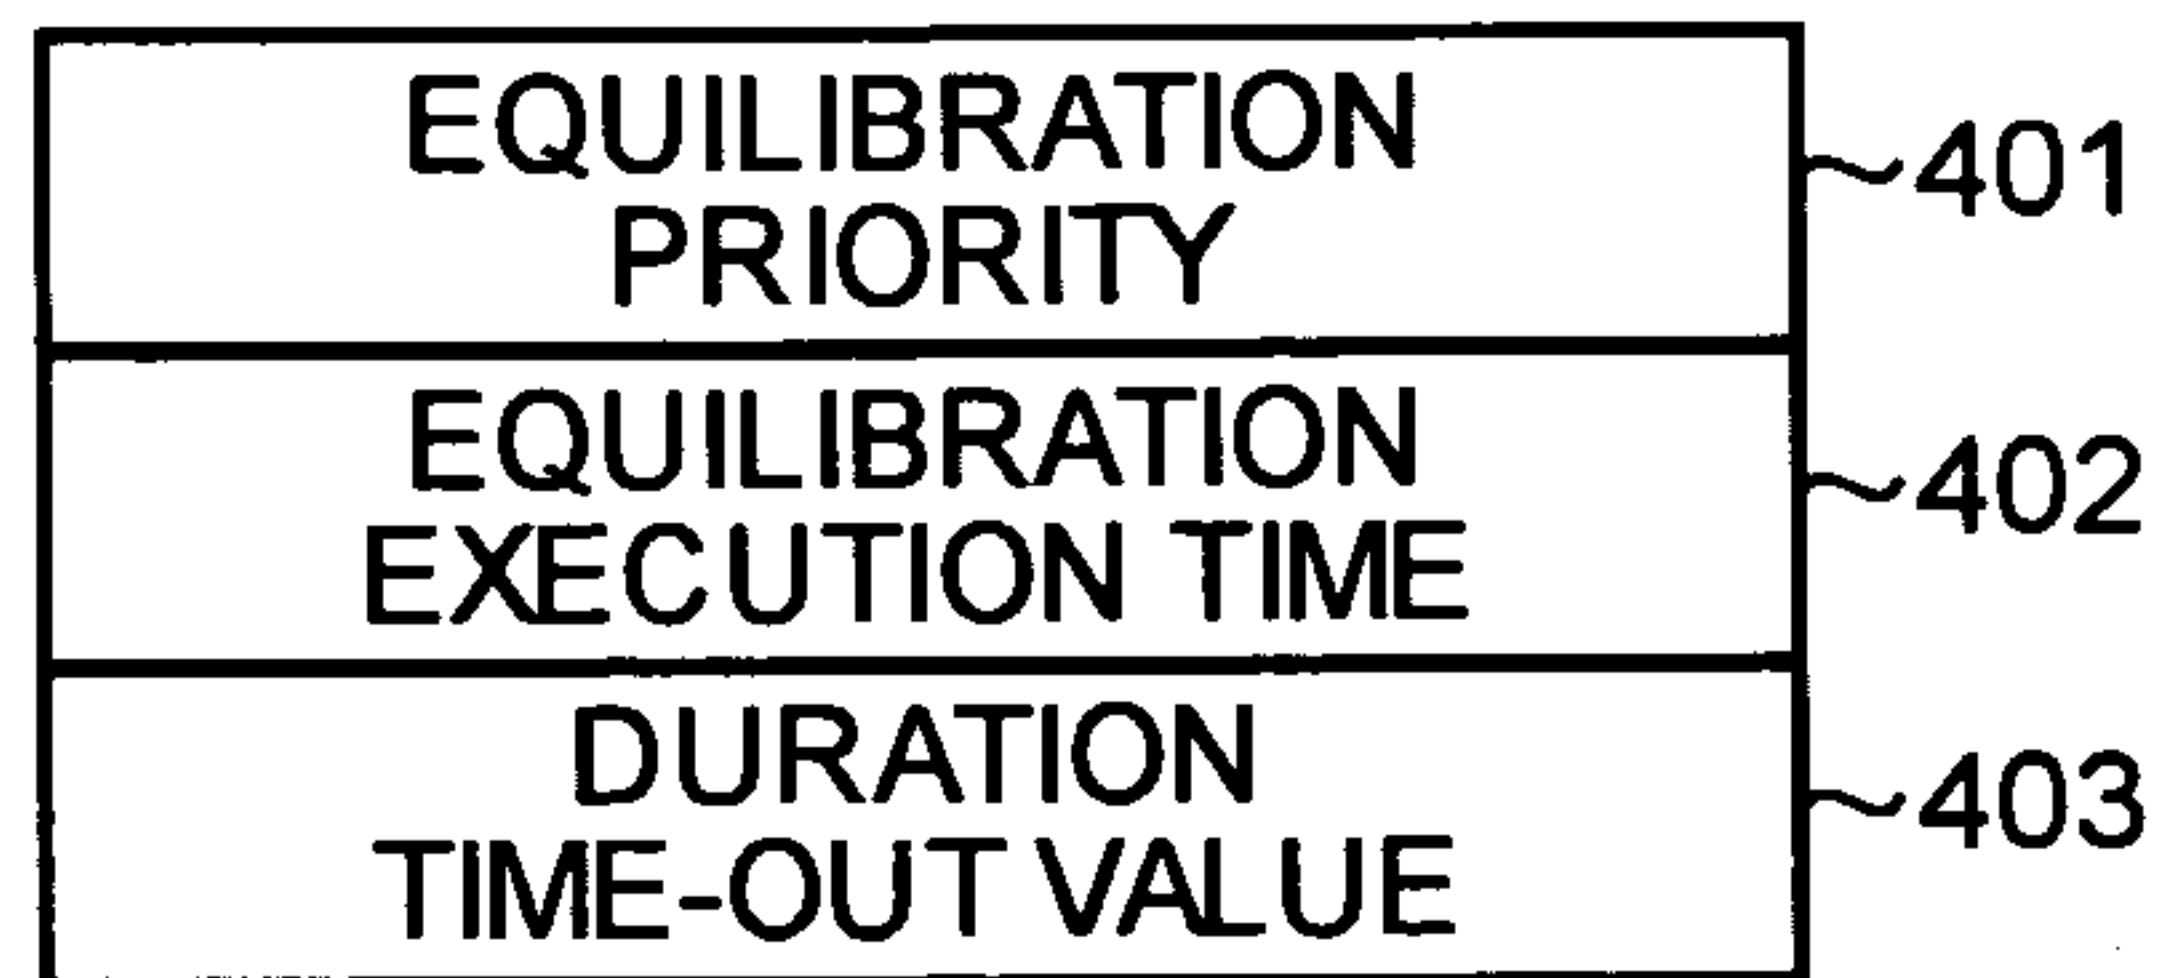 EQUILIBRATION
PRIORITY
401
EQUILIBRATION
EXECUTION TIME
402
DURATION
TIME-OUT VALUE
403